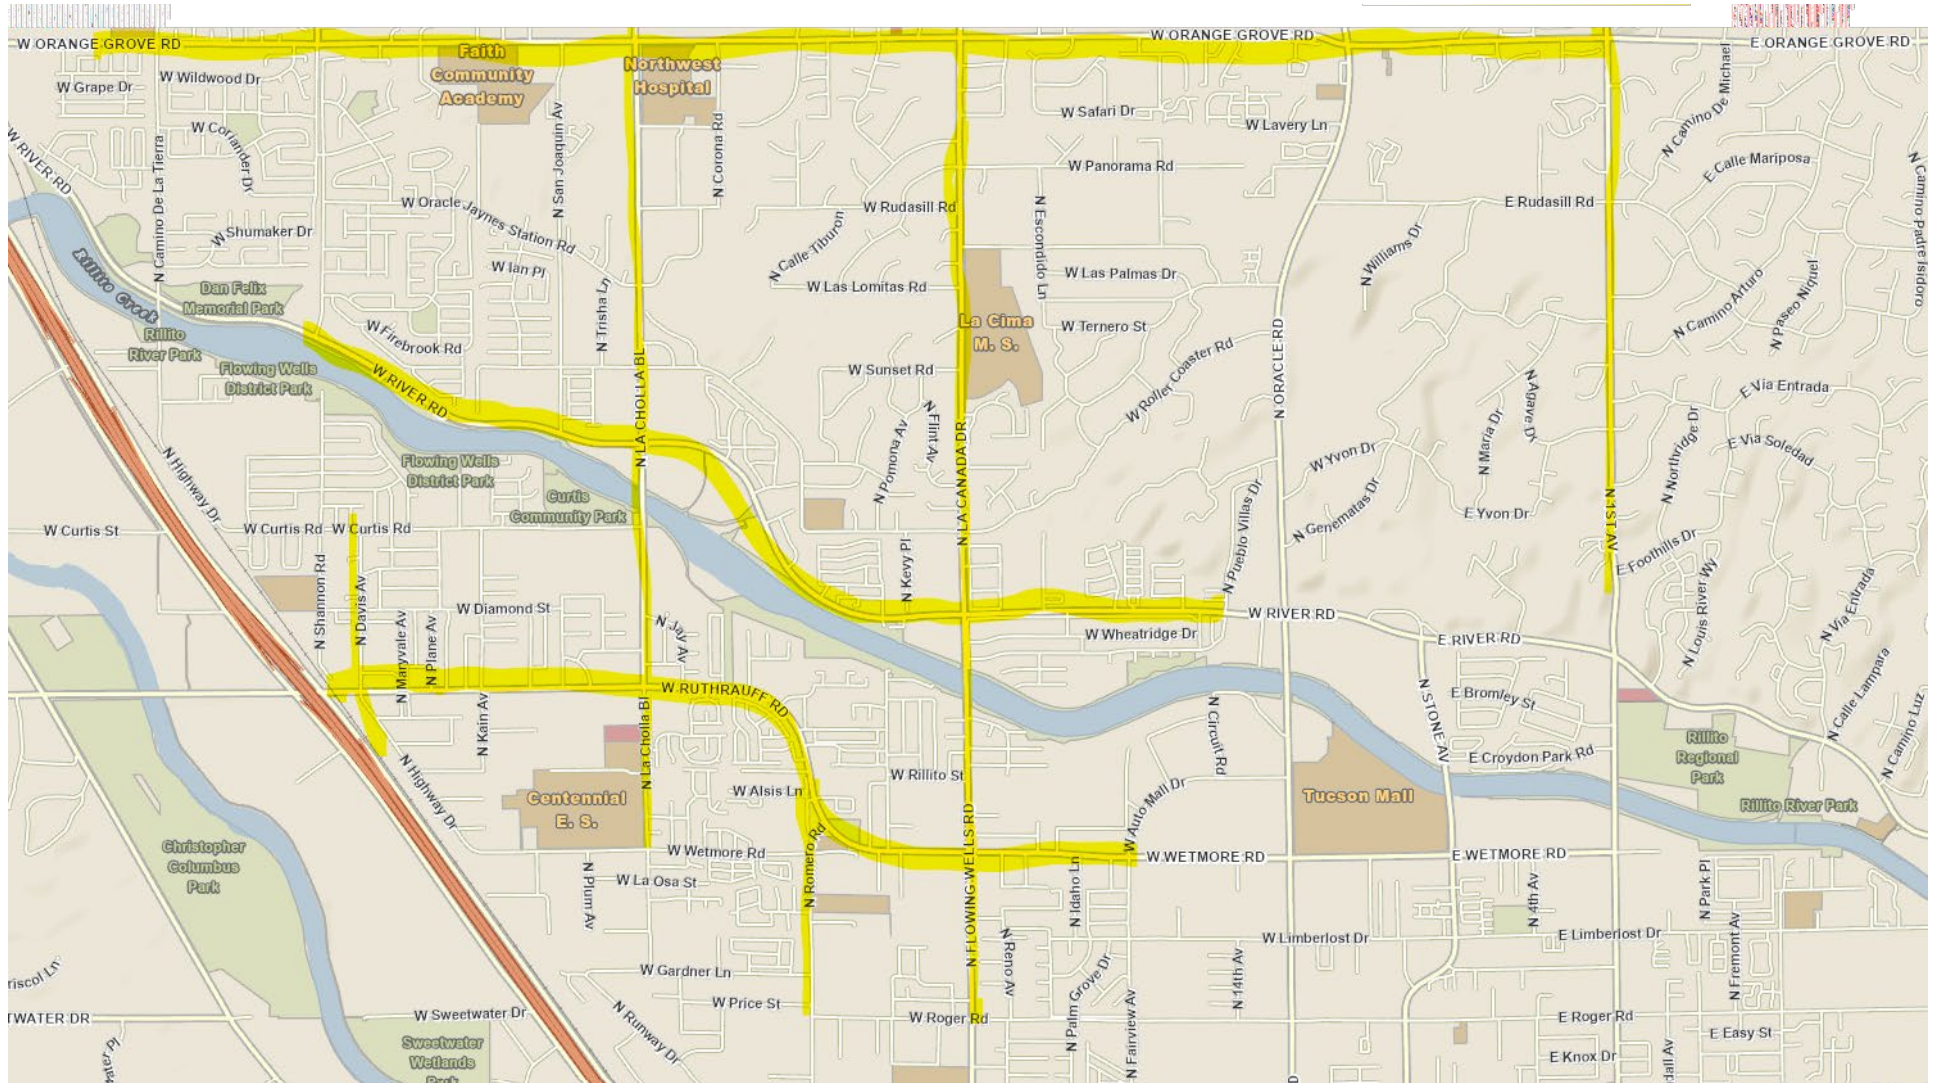 W ORANGE GROVE RD
W ORANGE GROVE RD
E ORANGE GROVE RD
Faith
Community
Academy
Northwest
Hospital
W Grape Dr
W Wildwood Dr
W Coriander Dr
W RIVER RD
N Camino De La Tierra
N San Joaquin Av
N Corona Rd
W Safari Dr
W Lavery Ln
N Camino De Michael
E Calle Mariposa
N Camino Padre Isidoro
W Panorama Rd
W Oracle Jaynes Station Rd
W Rudasill Rd
E Rudasill Rd
N Escondido Ln
W Shumaker Dr
N Calle Tiburon
N Williams Dr
W Ian Pl
W Las Palmas Dr
W Las Lomitas Rd
Rillito Creek
Dan Felix
Memorial Park
Rillito
River Park
N Trisha Ln
La Cima
M. S.
W Ternero St
N ORACLE RD
N Camino Arturo
N Paseo Niquel
W Firebrook Rd
Flowing Wells
District Park
W RIVER RD
N LA CHOLLA BL
W Sunset Rd
W Roller Coaster Rd
N Agave Dr
E Via Entrada
N Flint Av
N Pomona Av
N LA CANADA DR
N Maria Dr
N Northridge Dr
E Via Soledad
W Yvon Dr
N Highway Dr
Flowing Wells
District Park
Curtis
Community Park
N Genematas Dr
E Yvon Dr
N 1ST AV
N Pueblo Villas Dr
W Curtis St
W Curtis Rd
W Curtis Rd
E Foothills Dr
N Kevy Pl
N Shannon Rd
N Davis Av
W Diamond St
N Maryvale Av
N Plane Av
N Jay Av
W Wheatridge Dr
W RIVER RD
E RIVER RD
N Louis River Wy
N Via Entrada
W RUTHRAUFF RD
N Kain Av
N La Cholla Bl
N Circuit Rd
N STONE AV
E Bromley St
N Calle Lampara
N Camino Luz
Rillito
Regional
Park
E Croydon Park Rd
N Highway Dr
Centennial
E. S.
W Alsis Ln
W Rillito St
W Auto Mall Dr
Tucson Mall
Rillito River Park
Christopher
Columbus
Park
W Wetmore Rd
N Romero Rd
N FLOWING WELLS RD
W WETMORE RD
E WETMORE RD
N Plum Av
W La Osa St
N Idaho Ln
N 4th Av
N Park Pl
N Fremont Av
W Limberlost Dr
E Limberlost Dr
N Reno Av
W Gardner Ln
N Palm Grove Dr
N 14th Av
W Price St
N Fairview Av
riscol Ln
TWATER DR
W Sweetwater Dr
N Runway Dr
W Roger Rd
E Roger Rd
E Easy St
Sweetwater
Wetlands
Park
E Knox Dr